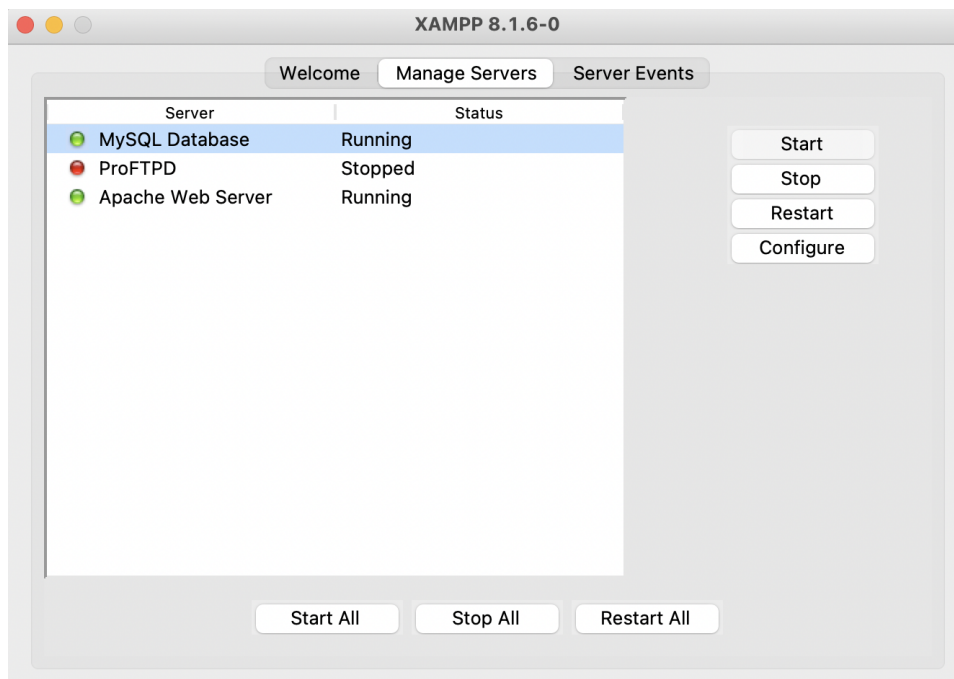 XAMPP 8.1.6-0
Welcome Manage Servers Server Events
Server Status
MySQL Database Running
ProFTPD Stopped
Apache Web Server Running
Start
Stop
Restart
Configure
Start All Stop All Restart All